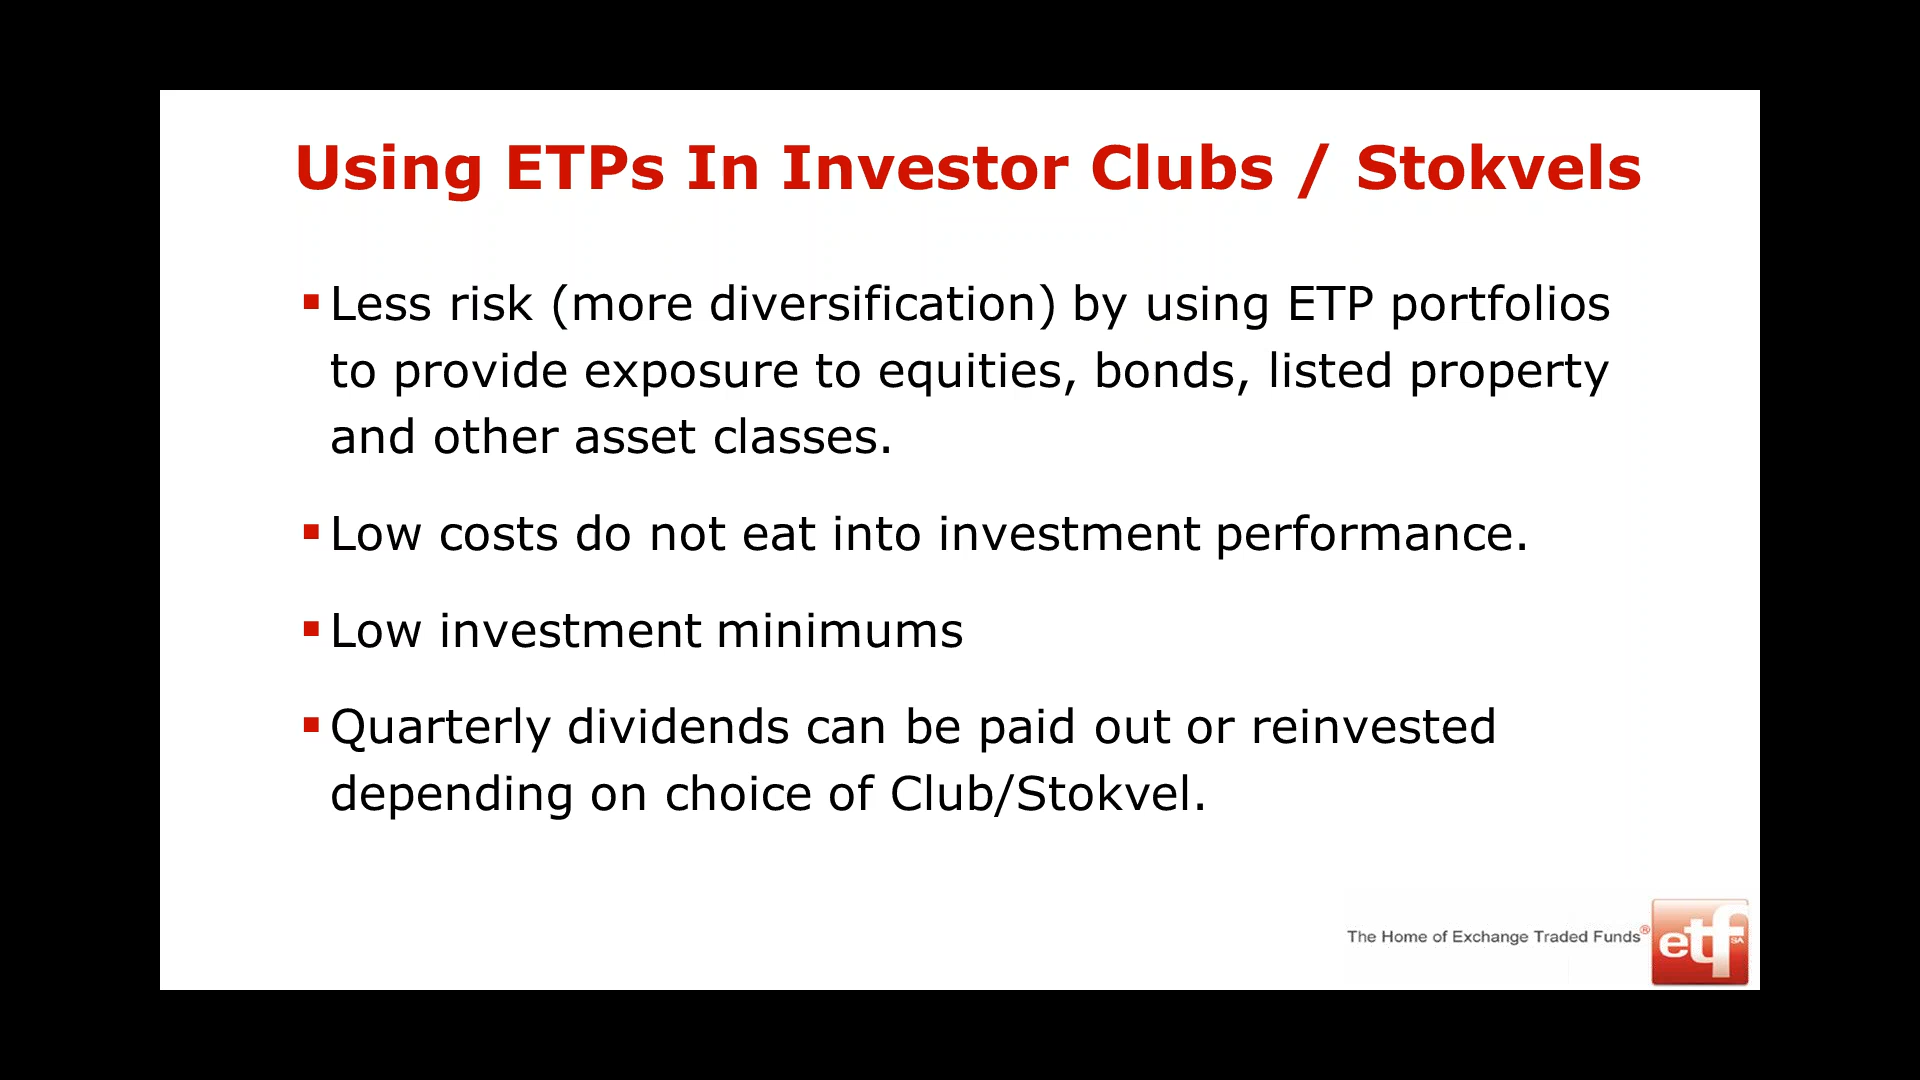 Using ETPs In Investor Clubs / Stokvels
▪Less risk (more diversification) by using ETP portfolios
to provide exposure to equities, bonds, listed property
and other asset classes.
▪Low costs do not eat into investment performance.
▪Low investment minimums
▪Quarterly dividends can be paid out or reinvested
depending on choice of Club/Stokvel.
The Home of Exchange Traded Funds®
etf SA